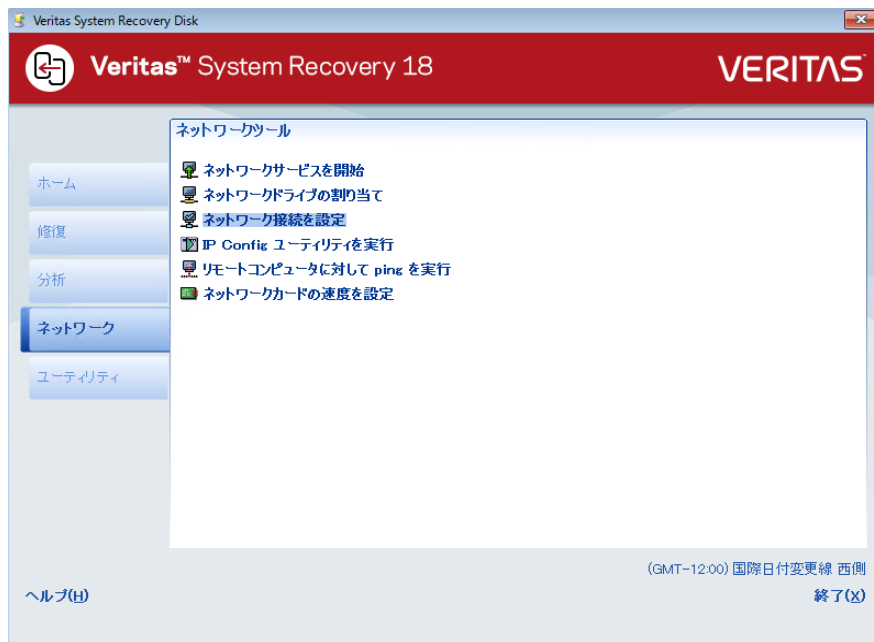 Veritas System Recovery Disk
Veritas™ System Recovery 18
VERITAS
ネットワークツール
ネットワークサービスを開始
ネットワークドライブの割り当て
ネットワーク接続を設定
IP Config ユーティリティを実行
リモートコンピュータに対して ping を実行
ネットワークカードの速度を設定
ホーム
修復
分析
ネットワーク
ユーティリティ
(GMT-12:00) 国際日付変更線 西側
ヘルプ(H)
終了(X)